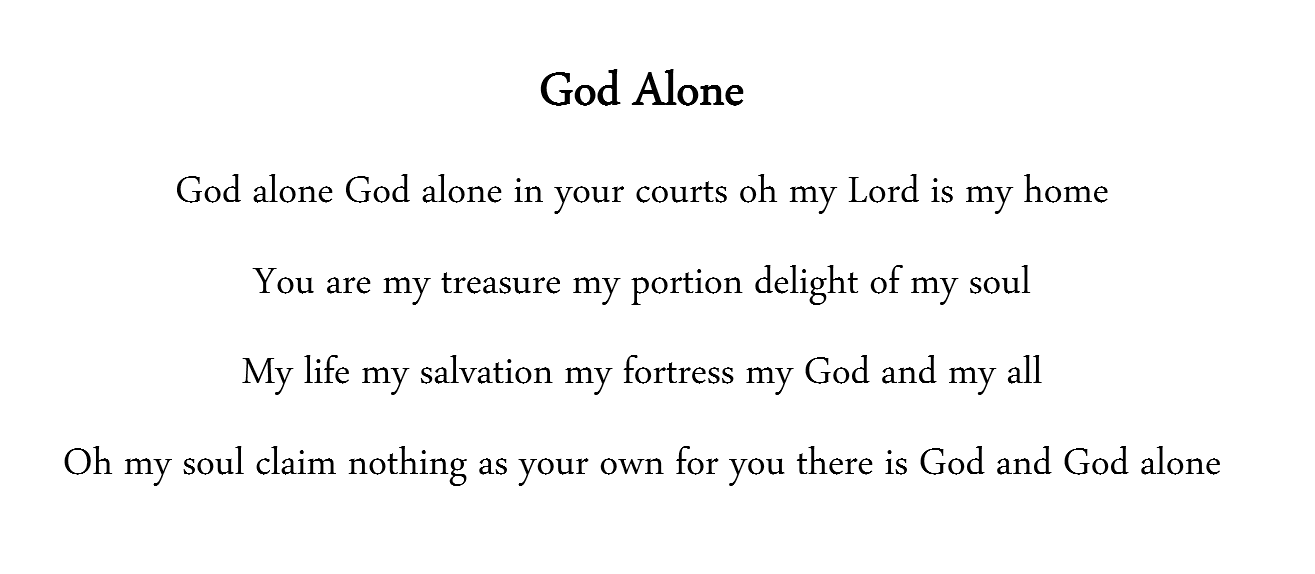 God Alone
God alone God alone in your courts oh my Lord is my home
You are my treasure my portion delight of my soul
My life my salvation my fortress my God and my all
Oh my soul claim nothing as your own for you there is God and God alone